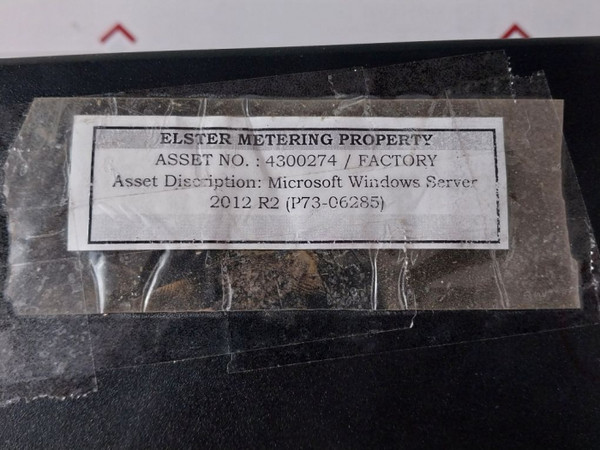 ELSTER METERING PROPERTY
ASSET NO. : 4300274 / FACTORY
Asset Discription: Microsoft Windows Server
2012 R2 (P73-06285)